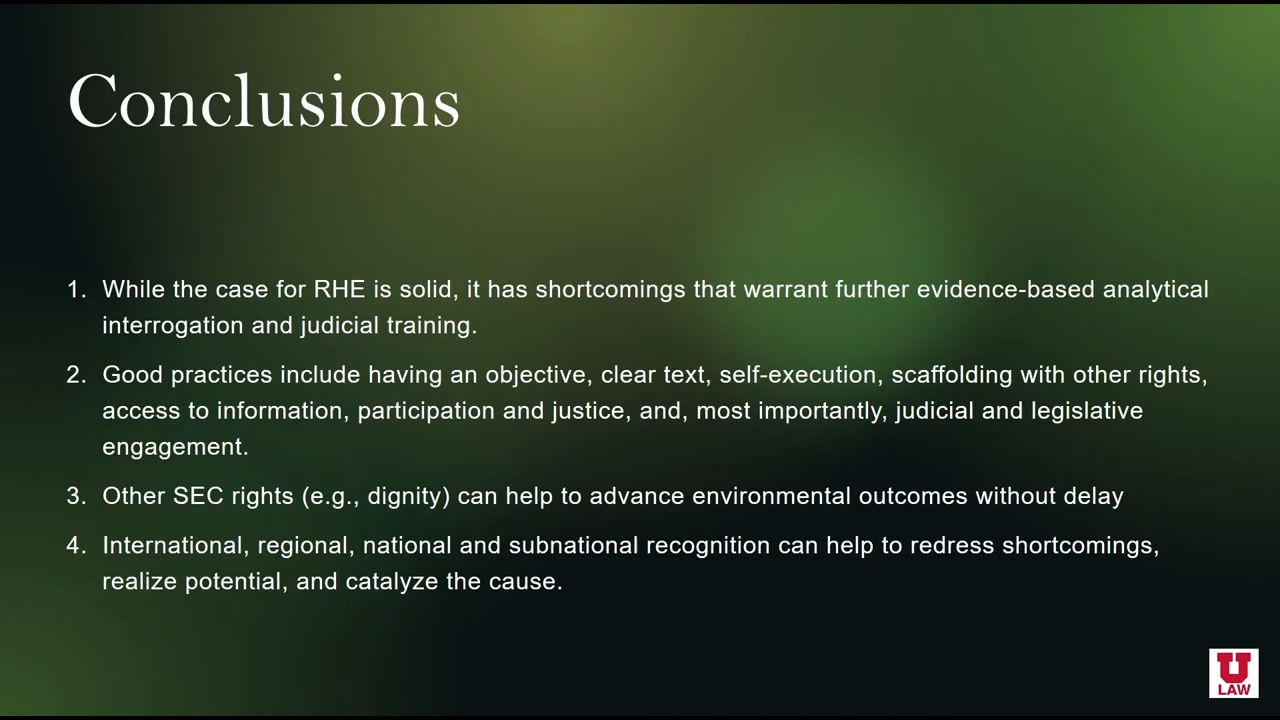 Conclusions
1. While the case for RHE is solid, it has shortcomings that warrant further evidence-based analytical
interrogation and judicial training.
2. Good practices include having an objective, clear text, self-execution, scaffolding with other rights,
access to information, participation and justice, and, most importantly, judicial and legislative
engagement.
3. Other SEC rights (e.g., dignity) can help to advance environmental outcomes without delay
4. International, regional, national and subnational recognition can help to redress shortcomings,
realize potential, and catalyze the cause.
U
LAW